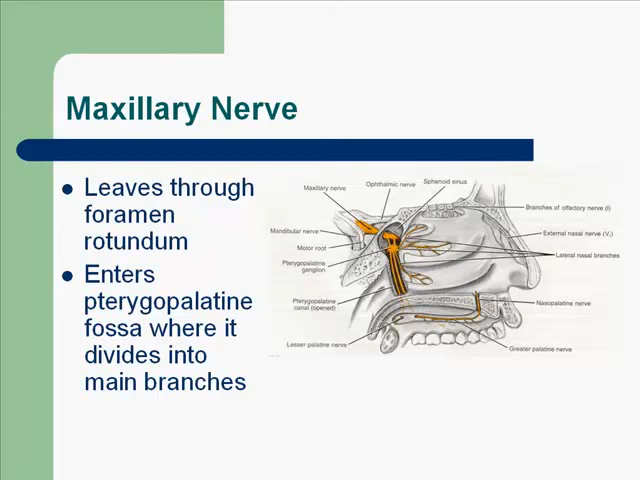 Maxillary Nerve
Leaves through
foramen
rotundum
Enters
pterygopalatine
fossa where it
divides into
main branches
Maxillary nerve
Ophthalmic nerve
Sphenoid sinus
Mandibular nerve
Motor root
Pterygopalatine
ganglion
Pterygopalatine
canal (opened)
Lesser palatine nerve
Branches of olfactory nerve (I)
External nasal nerve (V₁)
Lateral nasal branches
Nasopalatine nerve
Greater palatine nerve